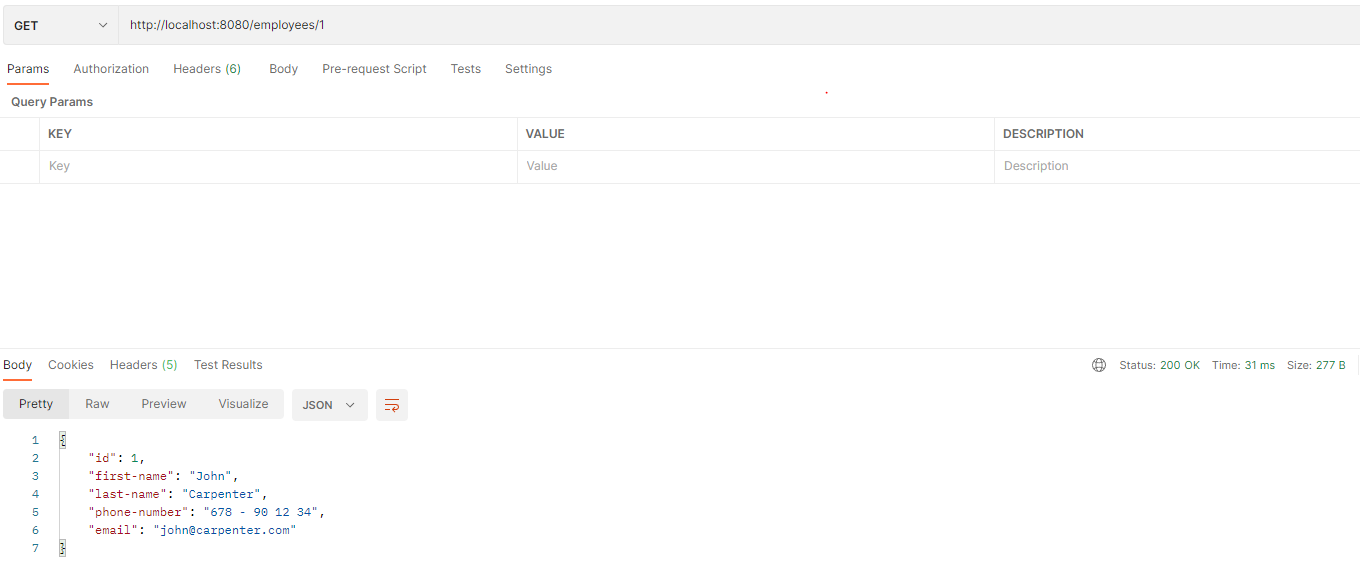 GET http://localhost:8080/employees/1
Params Authorization Headers (6) Body Pre-request Script Tests Settings
Query Params
KEY VALUE DESCRIPTION
Key Value Description
Body Cookies Headers (5) Test Results Status: 200 OK Time: 31 ms Size: 277 B
Pretty Raw Preview Visualize JSON
1 {
2 "id": 1,
3 "first-name": "John",
4 "last-name": "Carpenter",
5 "phone-number": "678 - 90 12 34",
6 "email": "john@carpenter.com"
7 }